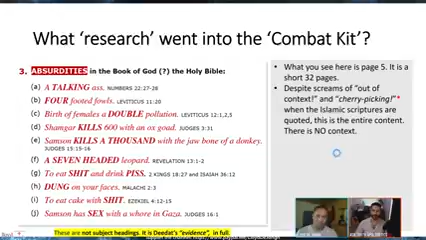 What 'research' went into the 'Combat Kit'?
3. ABSURDITIES in the Book of God (?) the Holy Bible:
(a) A TALKING ass. NUMBERS 22:27-28
(b) FOUR footed fowls. LEVITICUS 11:20
(c) Birth of females a DOUBLE pollution. LEVITICUS 12:1,2,5
(d) Shamgar KILLS 600 with an ox goad. JUDGES 3:31
(e) Samson KILLS A THOUSAND with the jaw bone of a donkey.
JUDGES 15:15-16
(f) A SEVEN HEADED leopard. REVELATION 13:1-2
(g) To eat SHIT and drink PISS. 2 KINGS 18:27 and ISAIAH 36:12
(h) DUNG on your faces. MALACHI 2:3
(i) To eat cake with SHIT. EZEKIEL 4:12-15
(j) Samson has SEX with a whore in Gaza. JUDGES 16:1
These are not subject headings. It is Deedat's "evidence", in full.
• What you see here is page 5. It is a
short 32 pages.
• Despite screams of "out of
context!" and "cherry-picking!"*
when the Islamic scriptures are
quoted, this is the entire content.
There is NO context.